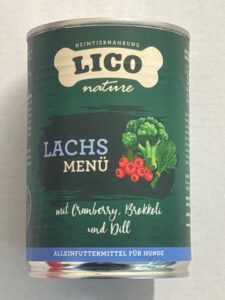 HEIMTIERNAHRUNG
LICO
nature
LACHS
MENÜ
mit Cranberry, Brokkoli
und Dill
ALLEINFUTTERMITTEL FÜR HUNDE